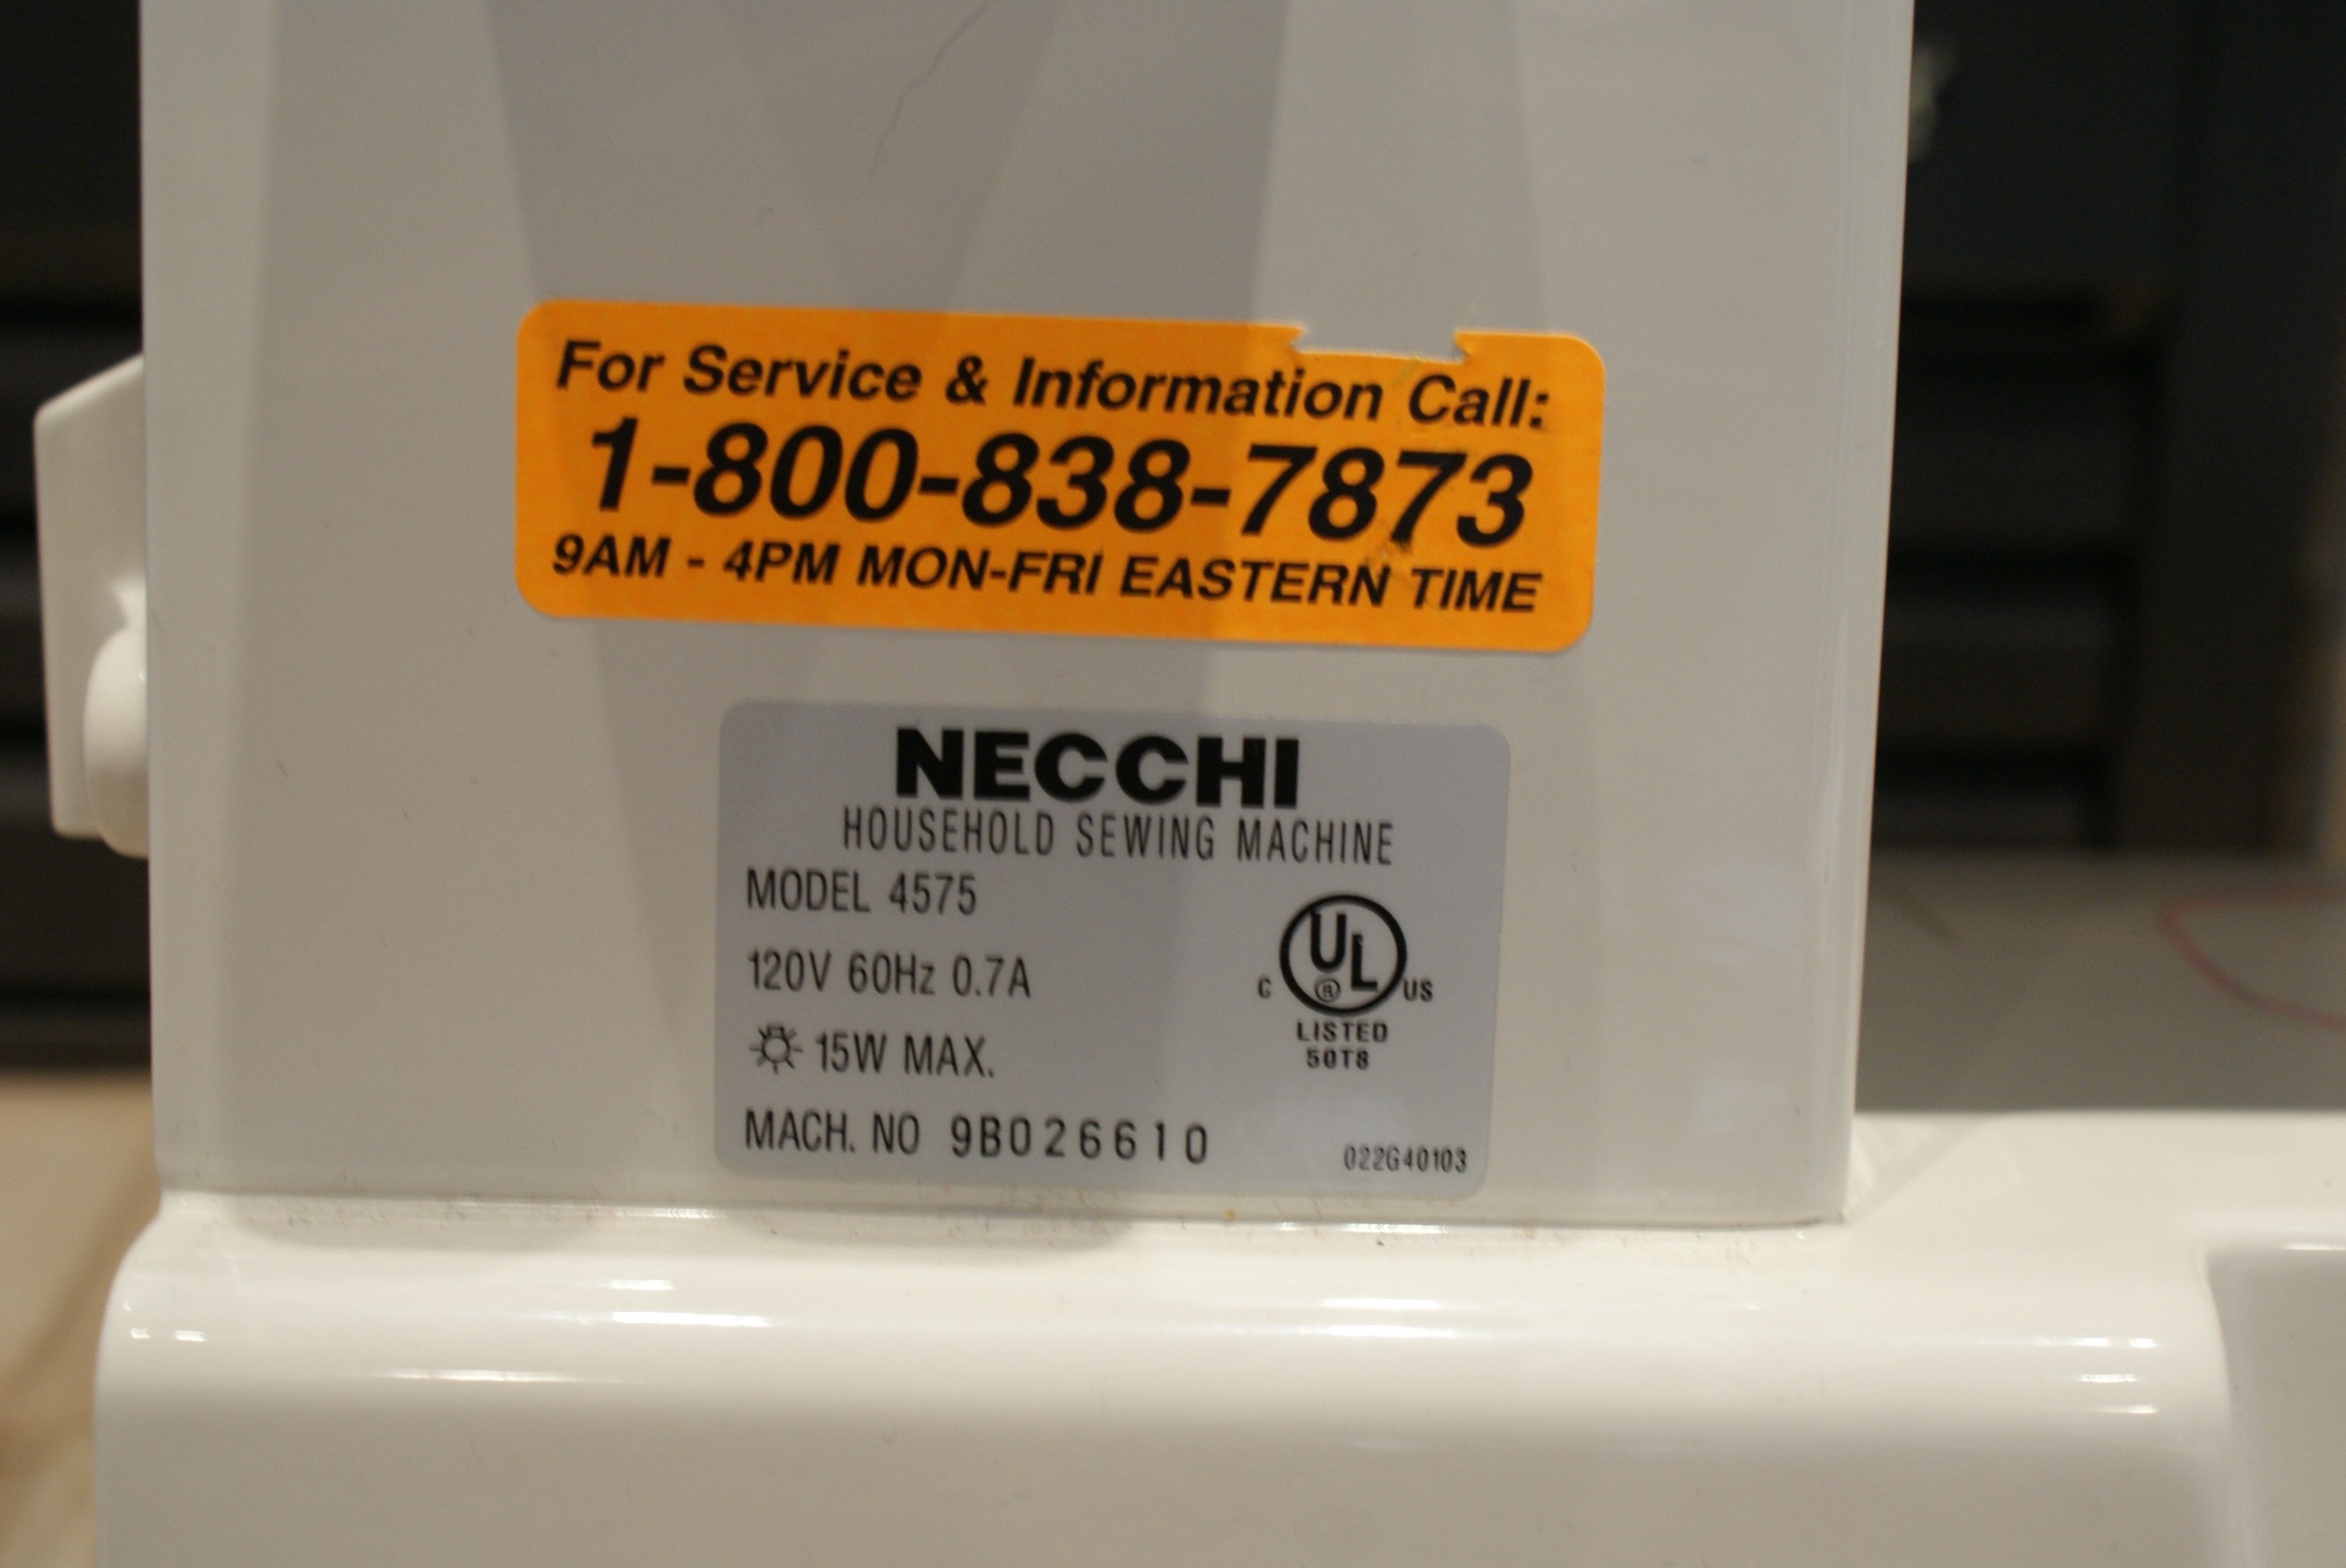 For Service & Information Call:
1-800-838-7873
9AM - 4PM MON-FRI EASTERN TIME
NECCHI
HOUSEHOLD SEWING MACHINE
MODEL 4575
120V 60Hz 0.7A
15W MAX.
MACH. NO 9B026610
C UL ® US
LISTED
50T8
022G40103